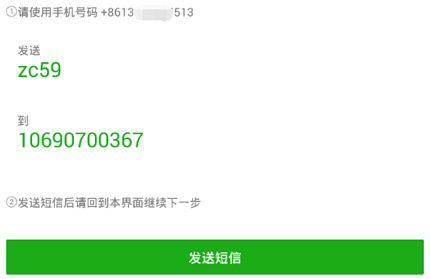 ①请使用手机号码 +8613 513
发送
zc59
到
10690700367
②发送短信后请回到本界面继续下一步
发送短信